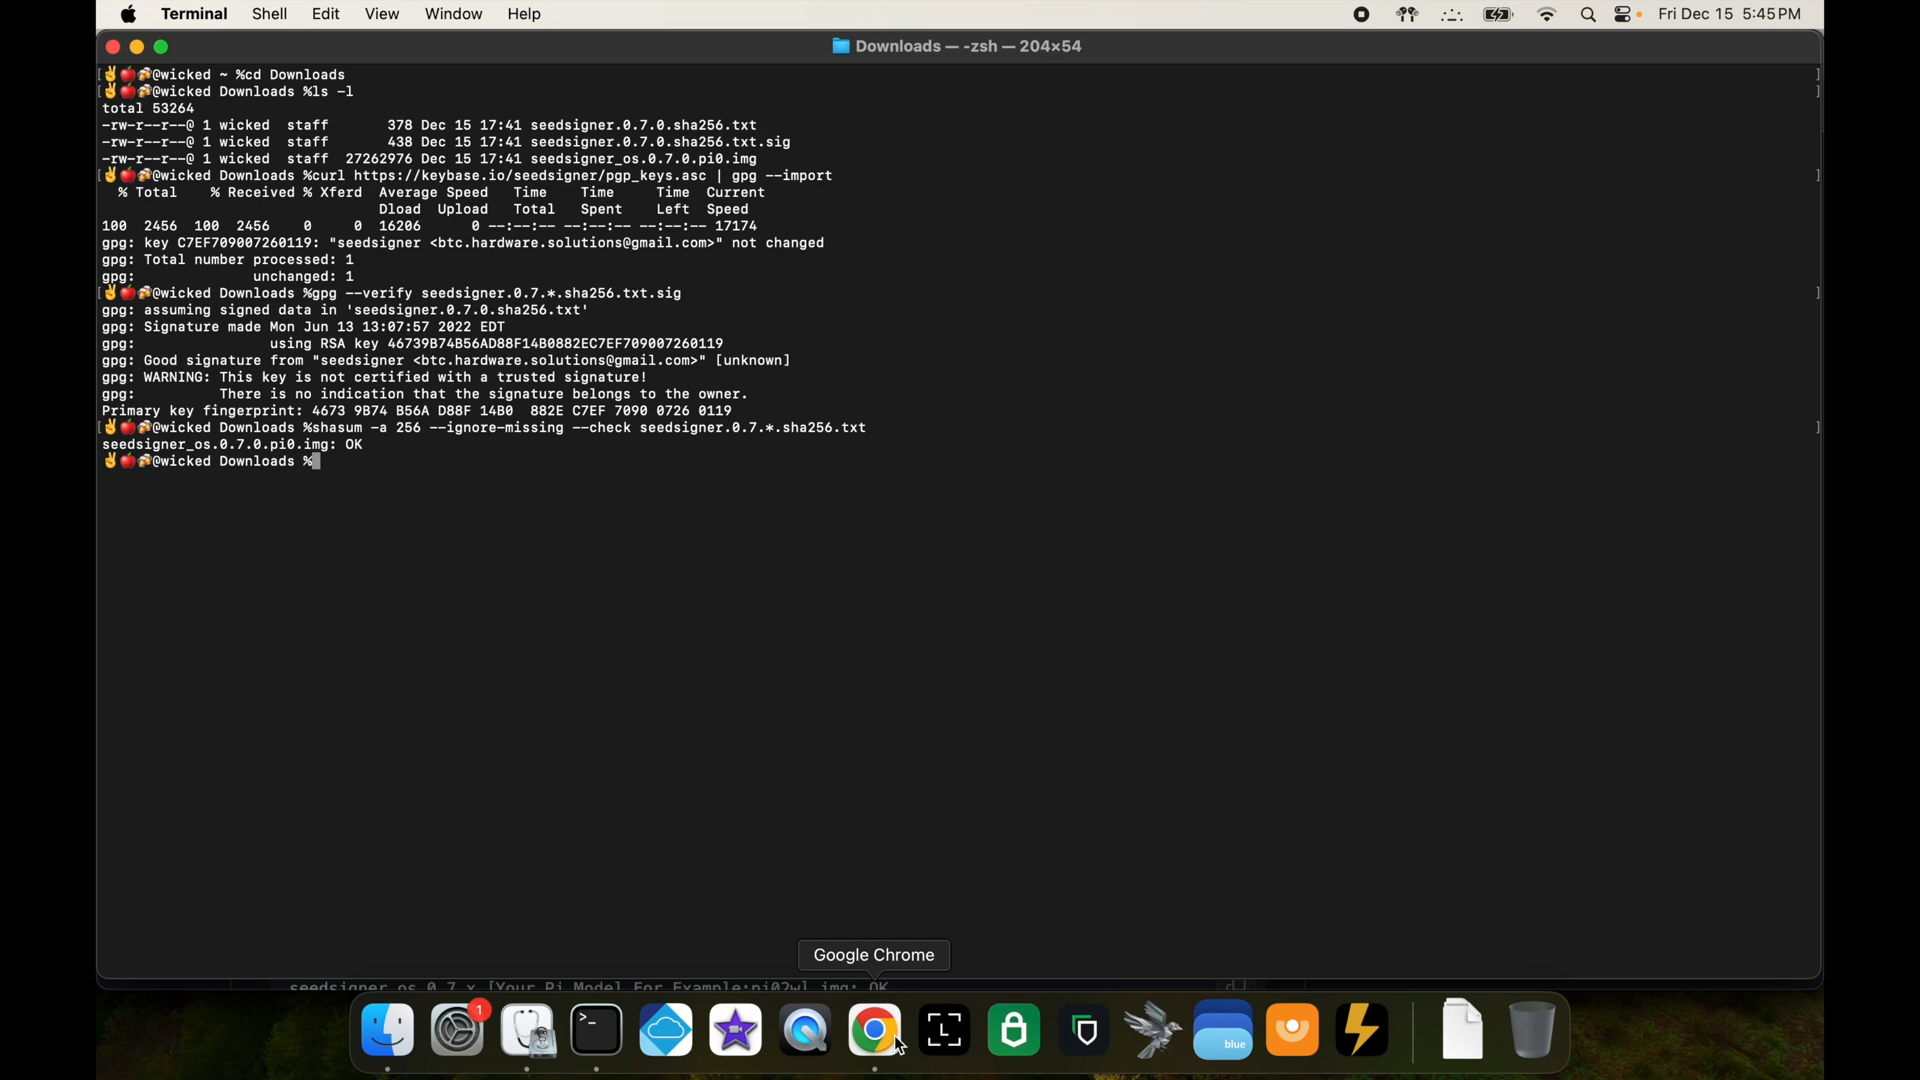 Terminal Shell Edit View Window Help Fri Dec 15 5:45 PM
Downloads — -zsh — 204×54
[✌️🍎🍻@wicked ~ %cd Downloads ]
[✌️🍎🍻@wicked Downloads %ls -l ]
total 53264
-rw-r--r--@ 1 wicked  staff       378 Dec 15 17:41 seedsigner.0.7.0.sha256.txt
-rw-r--r--@ 1 wicked  staff       438 Dec 15 17:41 seedsigner.0.7.0.sha256.txt.sig
-rw-r--r--@ 1 wicked  staff  27262976 Dec 15 17:41 seedsigner_os.0.7.0.pi0.img
[✌️🍎🍻@wicked Downloads %curl https://keybase.io/seedsigner/pgp_keys.asc | gpg --import ]
  % Total    % Received % Xferd  Average Speed   Time    Time     Time  Current
                                 Dload  Upload   Total   Spent    Left  Speed
100  2456  100  2456    0     0  16206      0 --:--:-- --:--:-- --:--:-- 17174
gpg: key C7EF709007260119: "seedsigner <btc.hardware.solutions@gmail.com>" not changed
gpg: Total number processed: 1
gpg:              unchanged: 1
[✌️🍎🍻@wicked Downloads %gpg --verify seedsigner.0.7.*.sha256.txt.sig ]
gpg: assuming signed data in 'seedsigner.0.7.0.sha256.txt'
gpg: Signature made Mon Jun 13 13:07:57 2022 EDT
gpg:                using RSA key 46739B74B56AD88F14B0882EC7EF709007260119
gpg: Good signature from "seedsigner <btc.hardware.solutions@gmail.com>" [unknown]
gpg: WARNING: This key is not certified with a trusted signature!
gpg:          There is no indication that the signature belongs to the owner.
Primary key fingerprint: 4673 9B74 B56A D88F 14B0  882E C7EF 7090 0726 0119
[✌️🍎🍻@wicked Downloads %shasum -a 256 --ignore-missing --check seedsigner.0.7.*.sha256.txt ]
seedsigner_os.0.7.0.pi0.img: OK
✌️🍎🍻@wicked Downloads %
Google Chrome
seedsigner_os.0.7.x.[Your_Pi_Model_For_Example:pi02w].img: OK
1
>_
L
blue